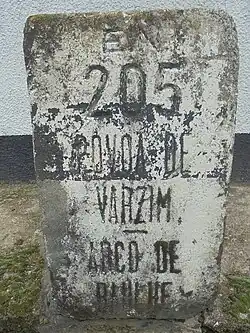 EN
205
POVOA DE
VARZIM
—
ARCO DE
BAULHE